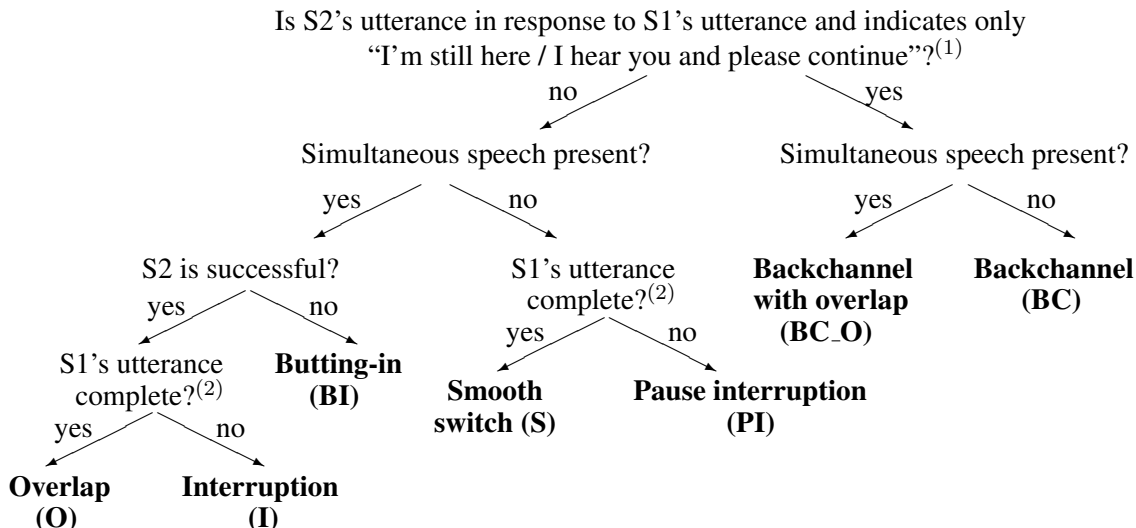 Is S2’s utterance in response to S1’s utterance and indicates only
“I’m still here / I hear you and please continue”?(1)
no
yes
Simultaneous speech present?
Simultaneous speech present?
yes
no
yes
no
S2 is successful?
S1’s utterance
complete?(2)
Backchannel
with overlap
(BC_O)
Backchannel
(BC)
yes
no
yes
no
S1’s utterance
complete?(2)
Butting-in
(BI)
Smooth
switch (S)
Pause interruption
(PI)
yes
no
Overlap
(O)
Interruption
(I)